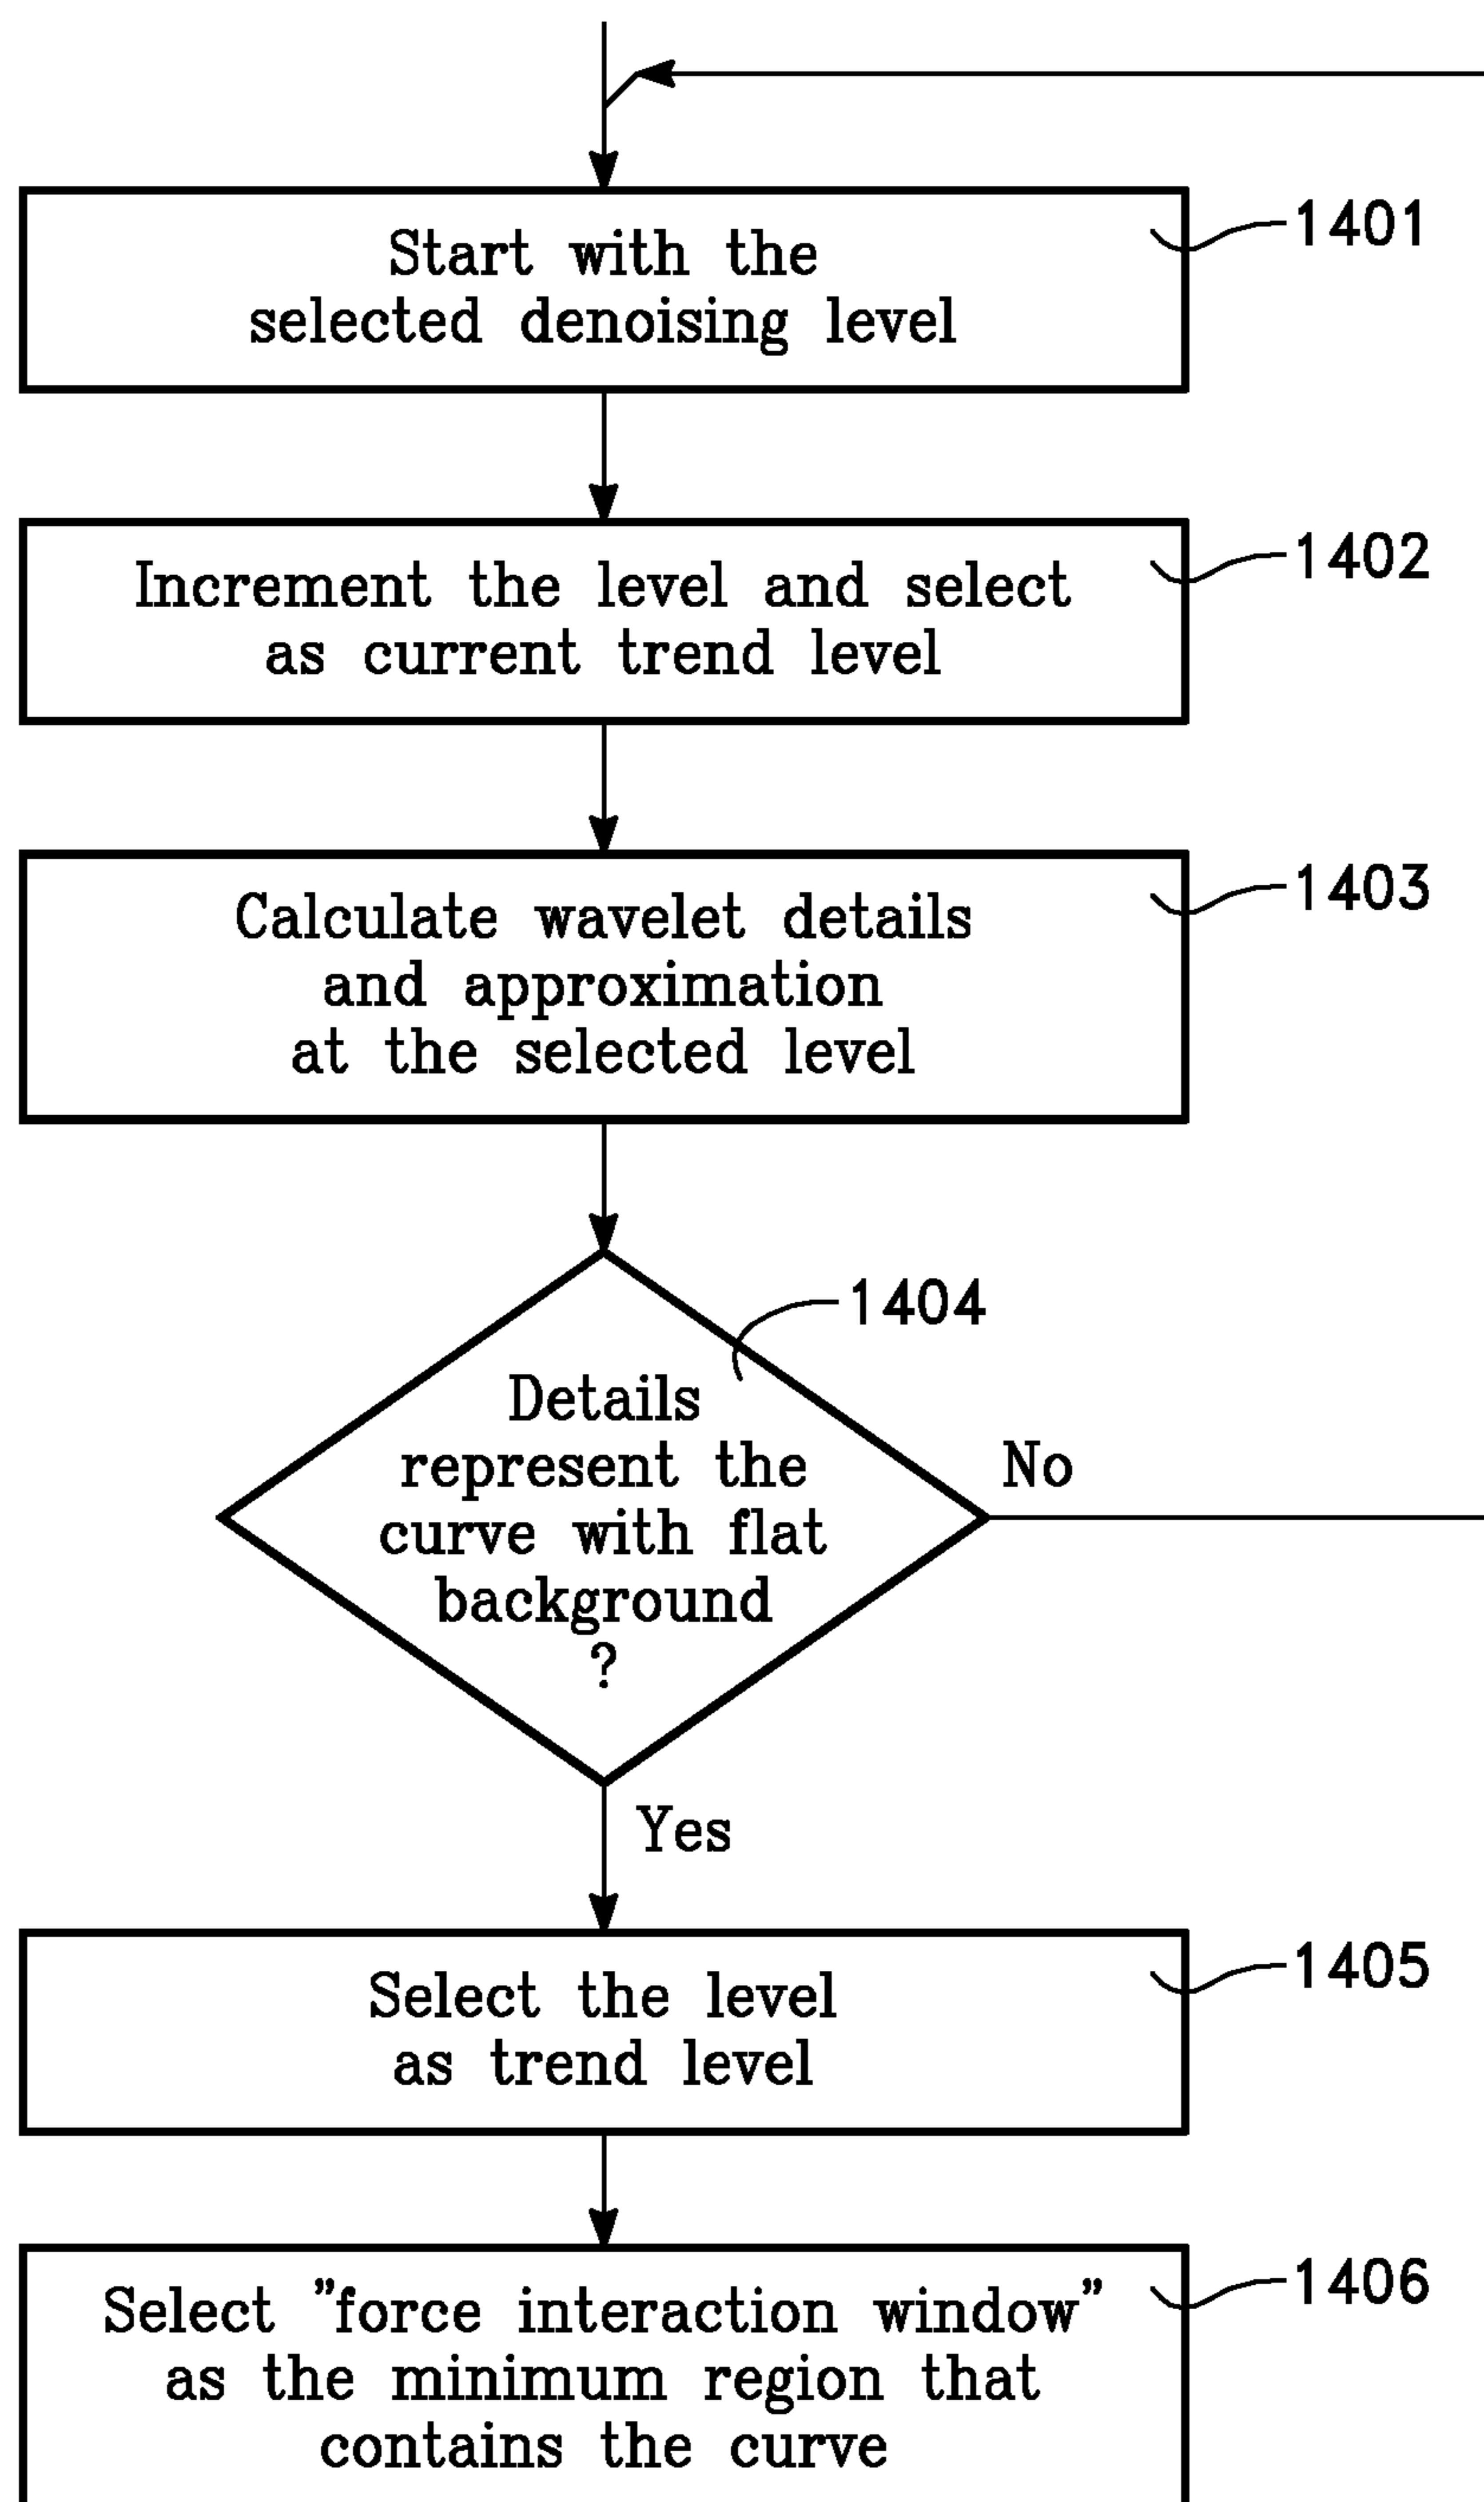 Start with the
selected denoising level
1401
Increment the level and select
as current trend level
1402
Calculate wavelet details
and approximation
at the selected level
1403
1404
Details
represent the
curve with flat
background
?
No
Yes
Select the level
as trend level
1405
Select "force interaction window"
as the minimum region that
contains the curve
1406